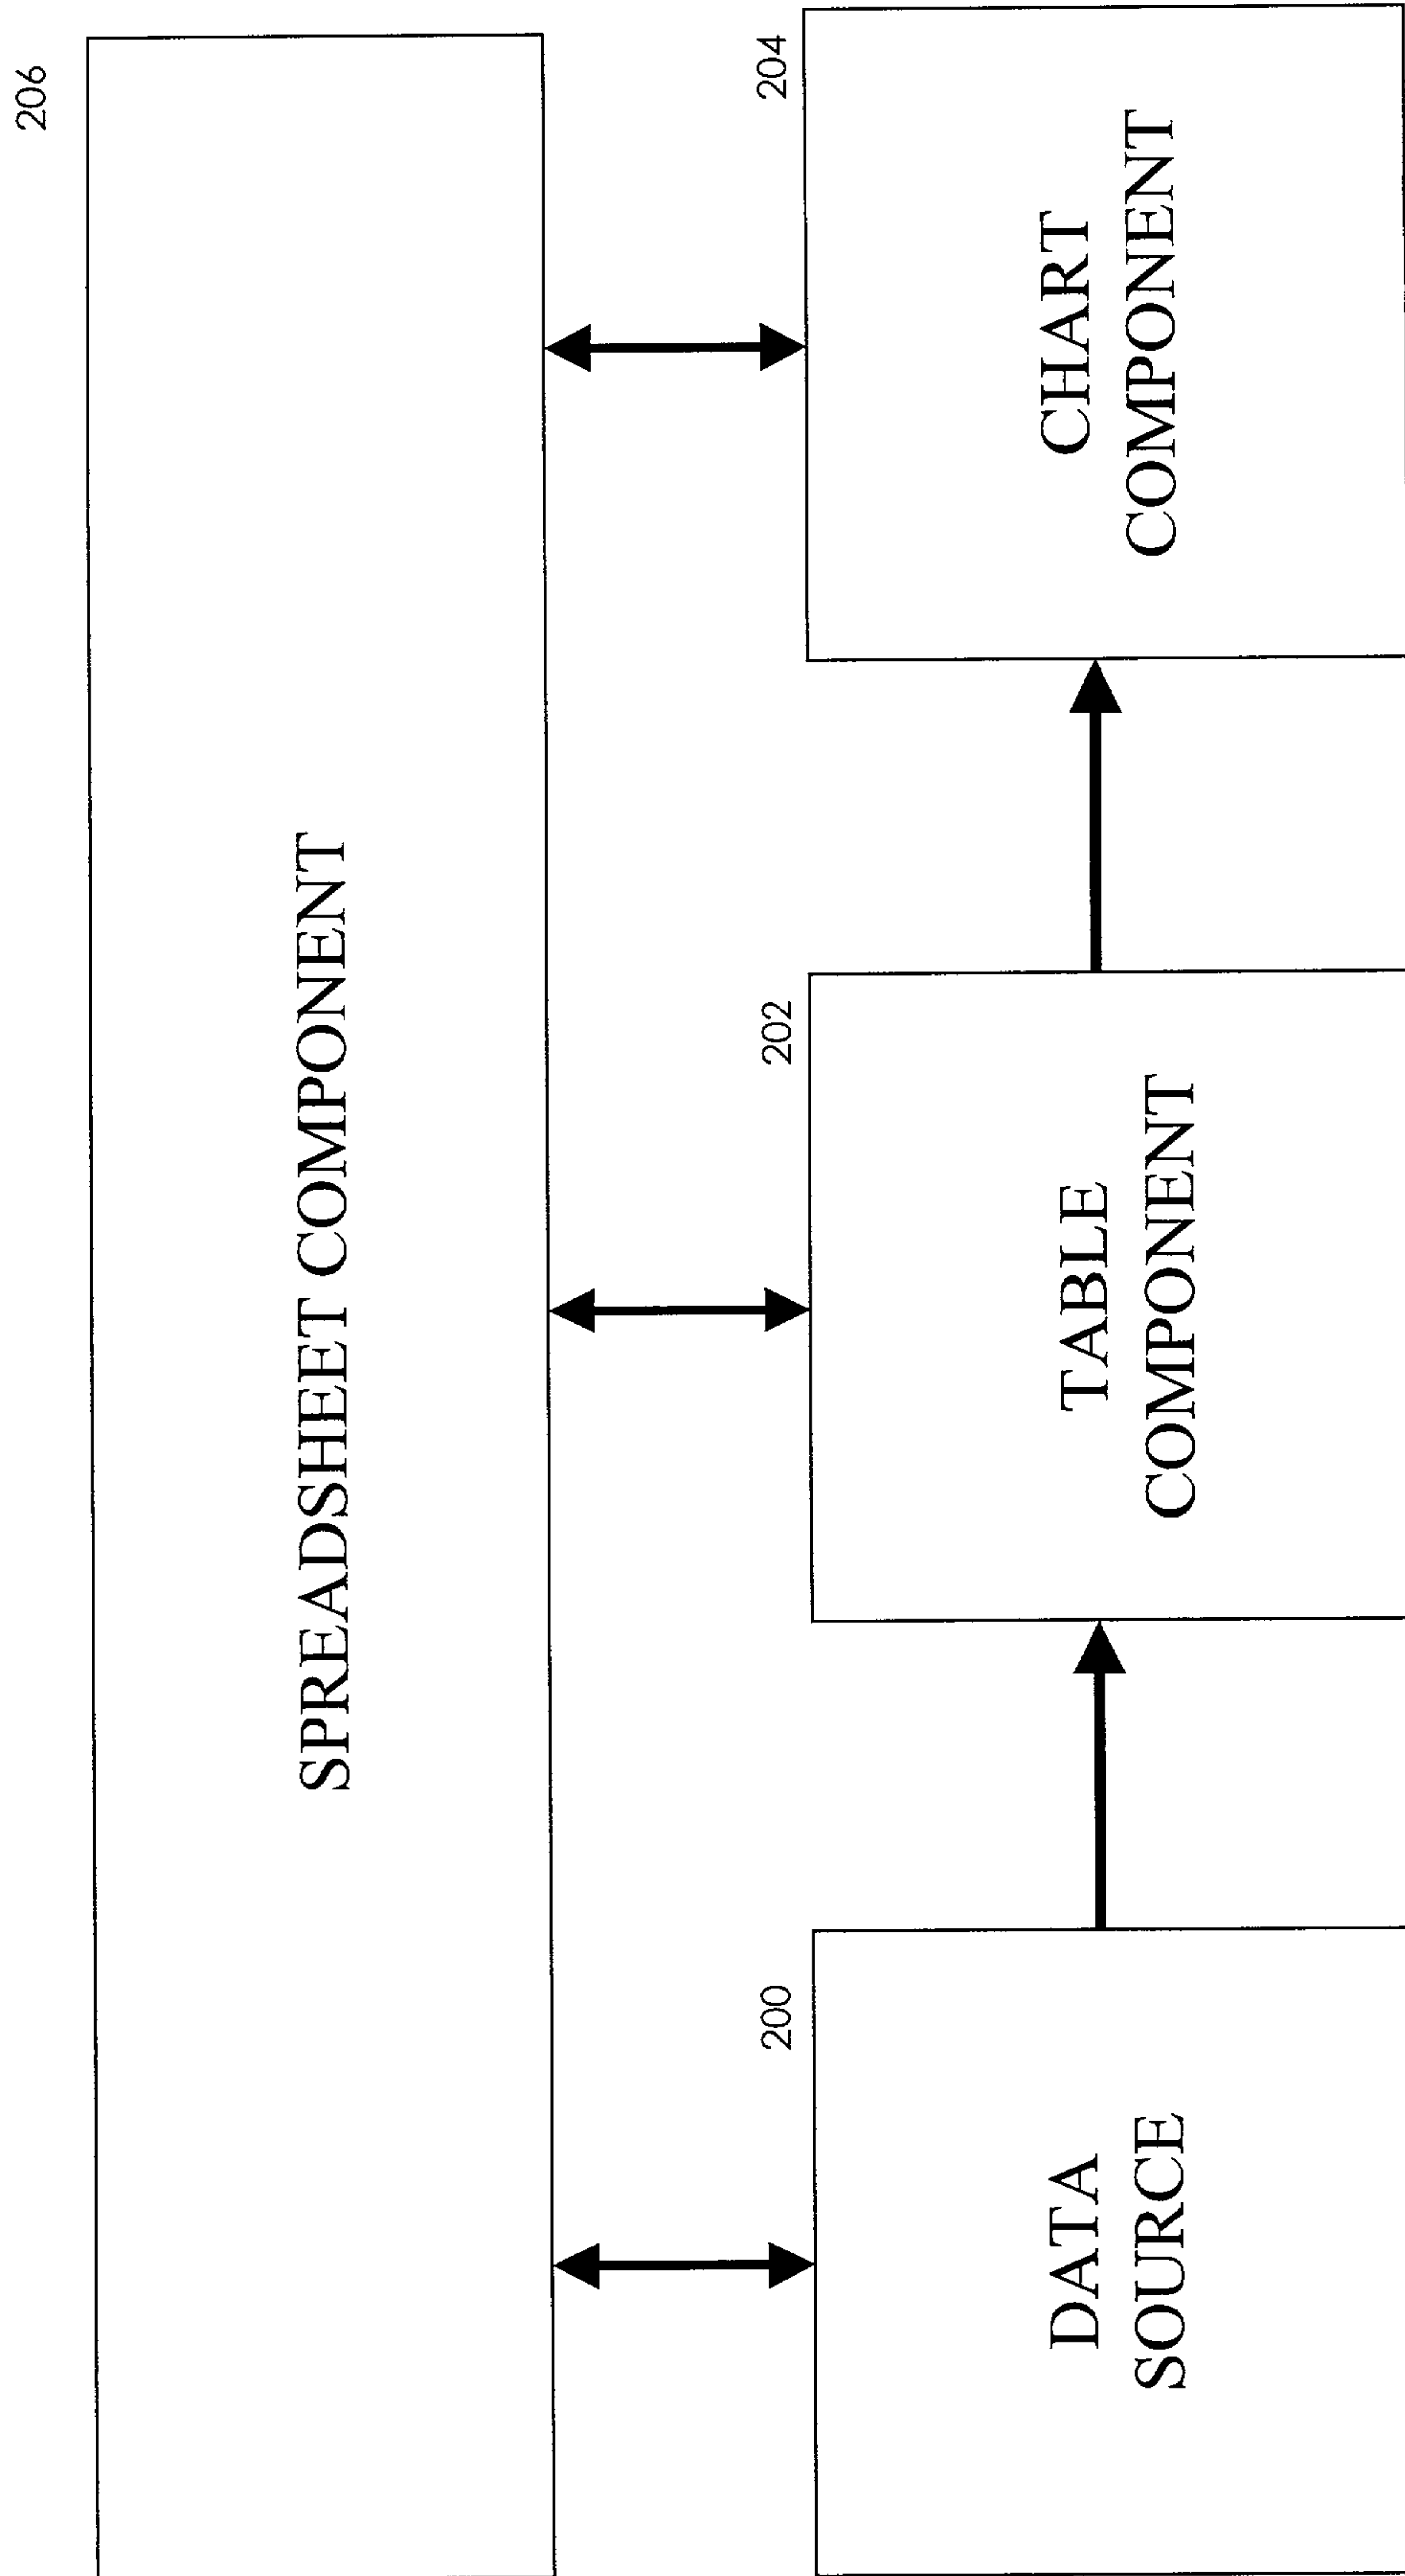 206
SPREADSHEET COMPONENT
200
DATA
SOURCE
202
TABLE
COMPONENT
204
CHART
COMPONENT